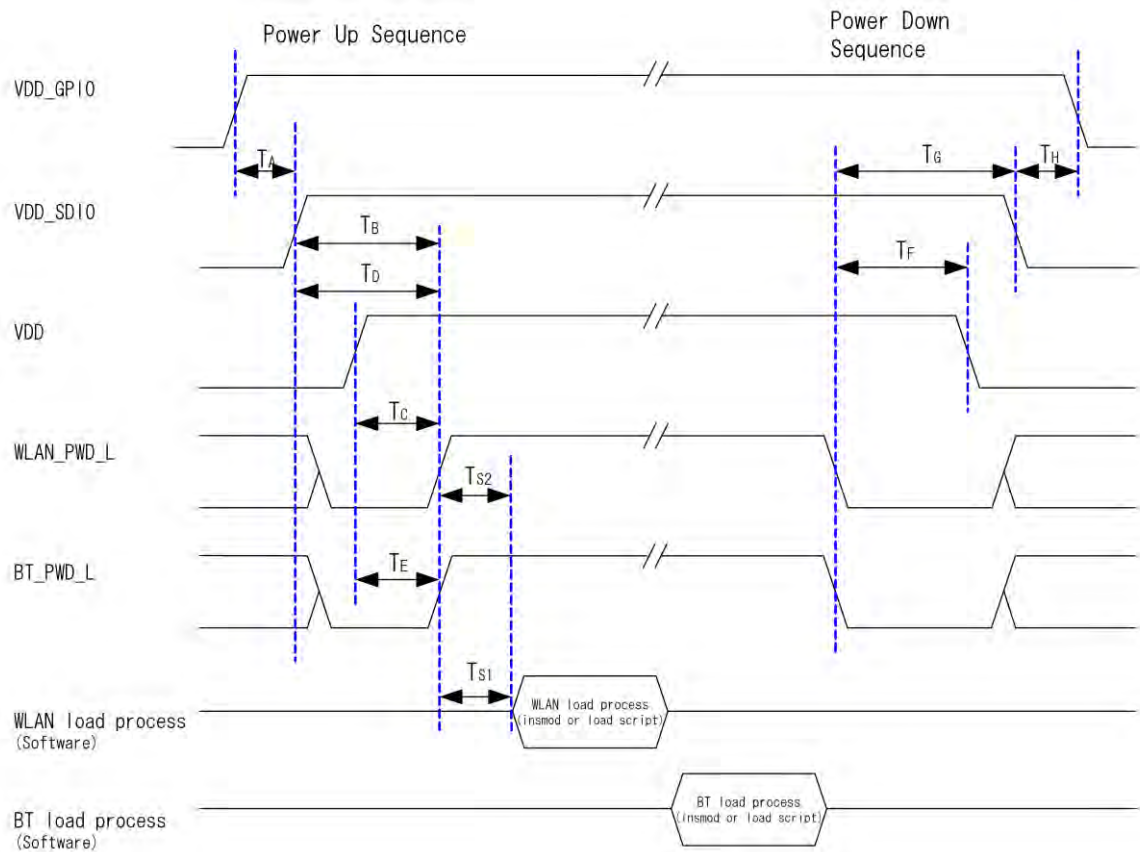 Power Up Sequence
Power Down
Sequence
VDD_GPIO
TA
TG
TH
VDD_SDIO
TB
TF
TD
VDD
TC
WLAN_PWD_L
TS2
BT_PWD_L
TE
TS1
WLAN load process
(insmod or load script)
WLAN load process
(Software)
BT load process
(insmod or load script)
BT load process
(Software)